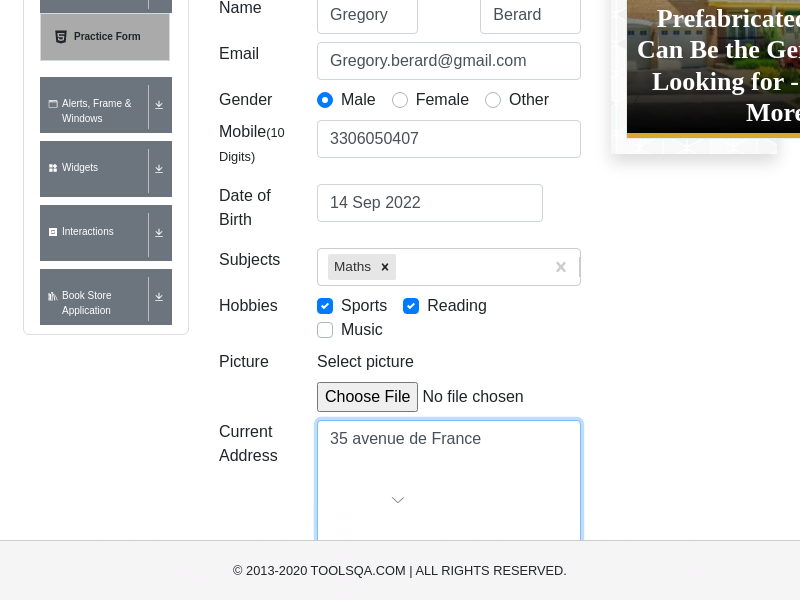 Practice Form
Alerts, Frame &
Windows
Widgets
Interactions
Book Store
Application
Name
Gregory
Berard
Email
Gregory.berard@gmail.com
Gender
Male
Female
Other
Mobile(10
Digits)
3306050407
Date of
Birth
14 Sep 2022
Subjects
Maths
Hobbies
Sports
Reading
Music
Picture
Select picture
Choose File No file chosen
Current
Address
35 avenue de France
Prefabricated
Can Be the Ge
Looking for -
More
© 2013-2020 TOOLSQA.COM | ALL RIGHTS RESERVED.